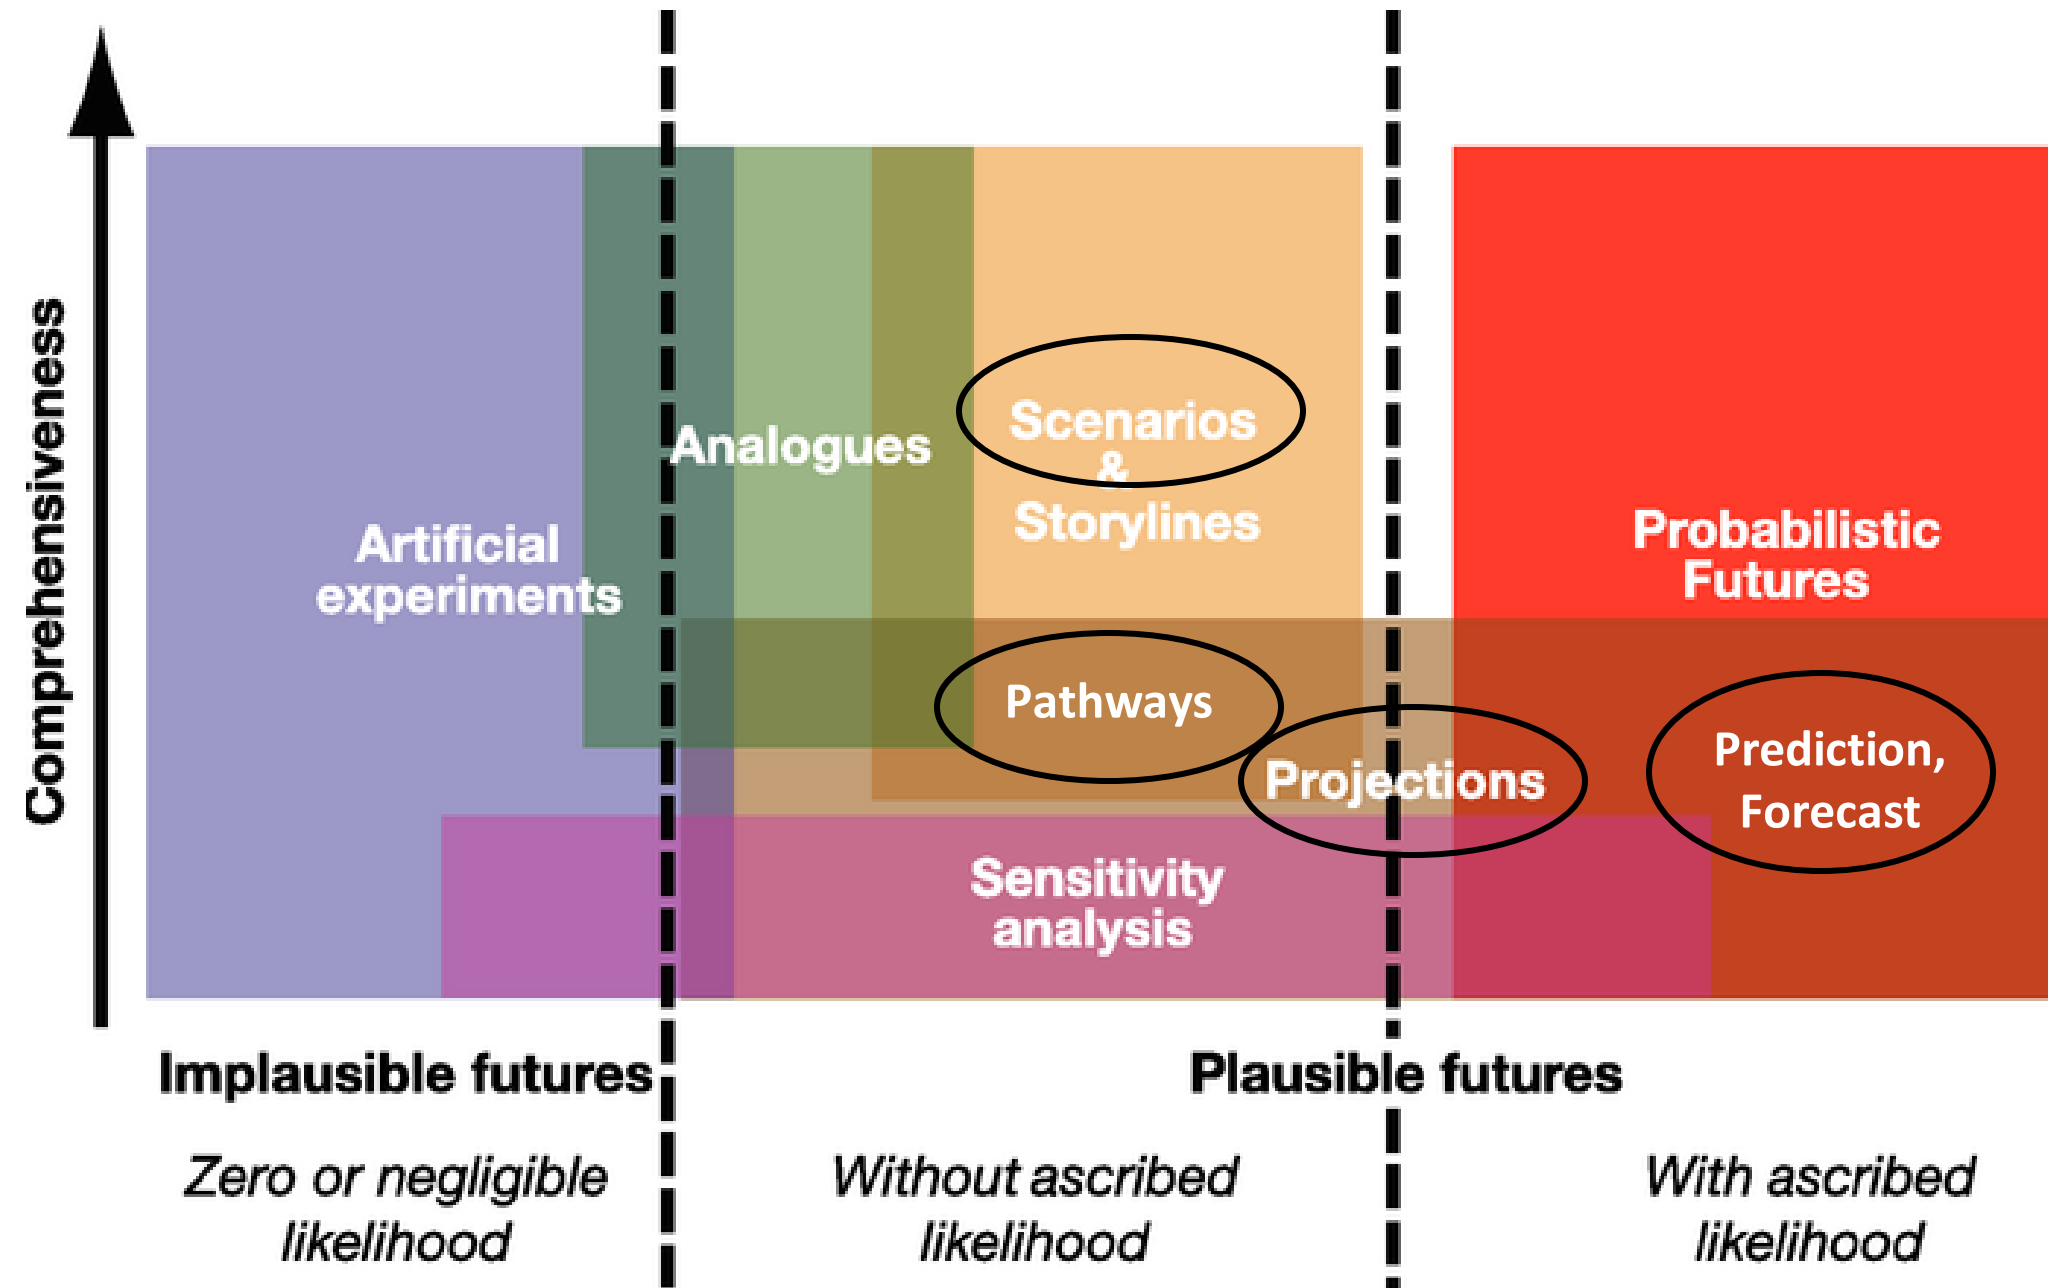 Comprehensiveness
Artificial
experiments
Analogues
Scenarios
&
Storylines
Probabilistic
Futures
Pathways
Projections
Prediction,
Forecast
Sensitivity
analysis
Implausible futures
Plausible futures
Zero or negligible
likelihood
Without ascribed
likelihood
With ascribed
likelihood